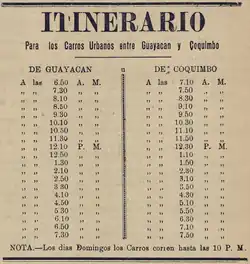 ITINERARIO
Para los Carros Urbanos entre Guayacan y Coquimbo
DE GUAYACAN a DE COQUIMBO
A las 6.50 A. M. A las 7.10 A. M.
" " 7.30 " " " " 7.50 " "
" " 8.10 " " " " 8.30 " "
" " 8.50 " " " " 9.10 " "
" " 9.30 " " " " 9.50 " "
" " 10.10 " " " " 10.30 " "
" " 10.50 " " " " 11.10 " "
" " 11.30 " " " " 11.50 " "
" " 12.10 P. M. " " 12.30 P. M.
" " 12.50 " " " " 1.10 " "
" " 1.30 " " " " 1.50 " "
" " 2.10 " " " " 2.30 " "
" " 2.50 " " " " 3.10 " "
" " 3.30 " " " " 3.50 " "
" " 4.10 " " " " 4.30 " "
" " 4.50 " " " " 5.10 " "
" " 5.30 " " " " 5.50 " "
" " 6.10 " " " " 6.30 " "
" " 6.50 " " " " 7.10 " "
" " 7.30 " " " " 7.50 " "
NOTA.—Los dias Domingos los Carros corren hasta las 10 P. M.